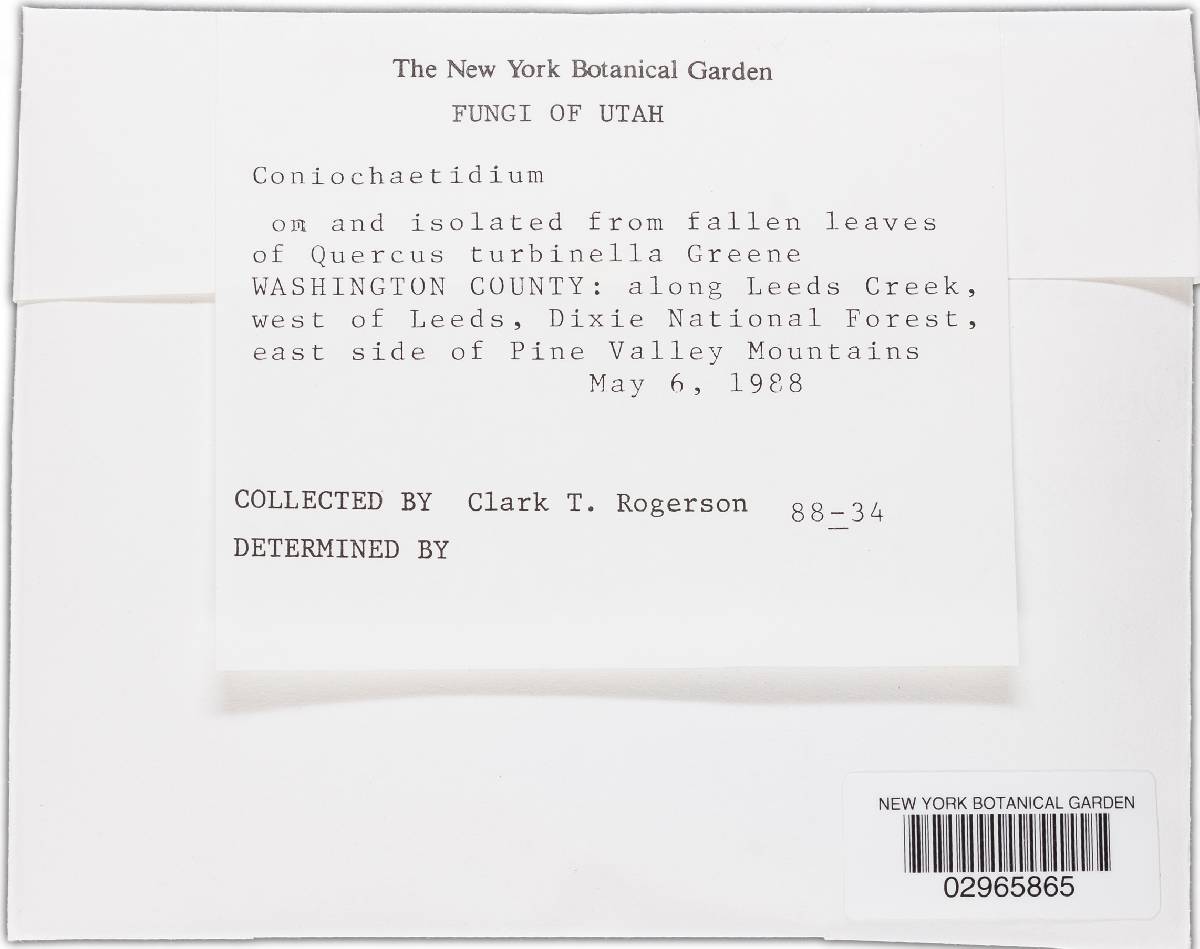 The New York Botanical Garden
FUNGI OF UTAH
Coniochaetidium
on and isolated from fallen leaves
of Quercus turbinella Greene
WASHINGTON COUNTY: along Leeds Creek,
west of Leeds, Dixie National Forest,
east side of Pine Valley Mountains
May 6, 1988
COLLECTED BY Clark T. Rogerson 88-34
DETERMINED BY
NEW YORK BOTANICAL GARDEN
02965865